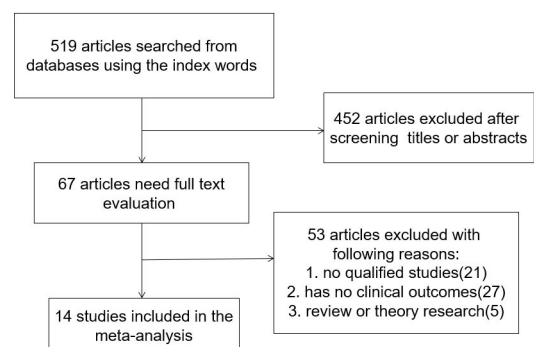 519 articles searched from
databases using the index words
452 articles excluded after
screening titles or abstracts
67 articles need full text
evaluation
53 articles excluded with
following reasons:
1. no qualified studies(21)
2. has no clinical outcomes(27)
3. review or theory research(5)
14 studies included in the
meta-analysis